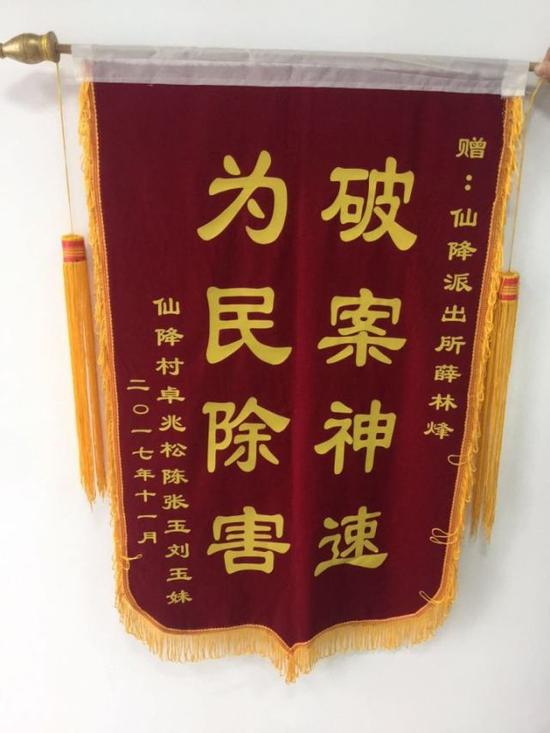 赠：仙降派出所薛林烽
破案神速
为民除害
仙降村卓兆松陈张玉刘玉妹
二〇一七年十一月